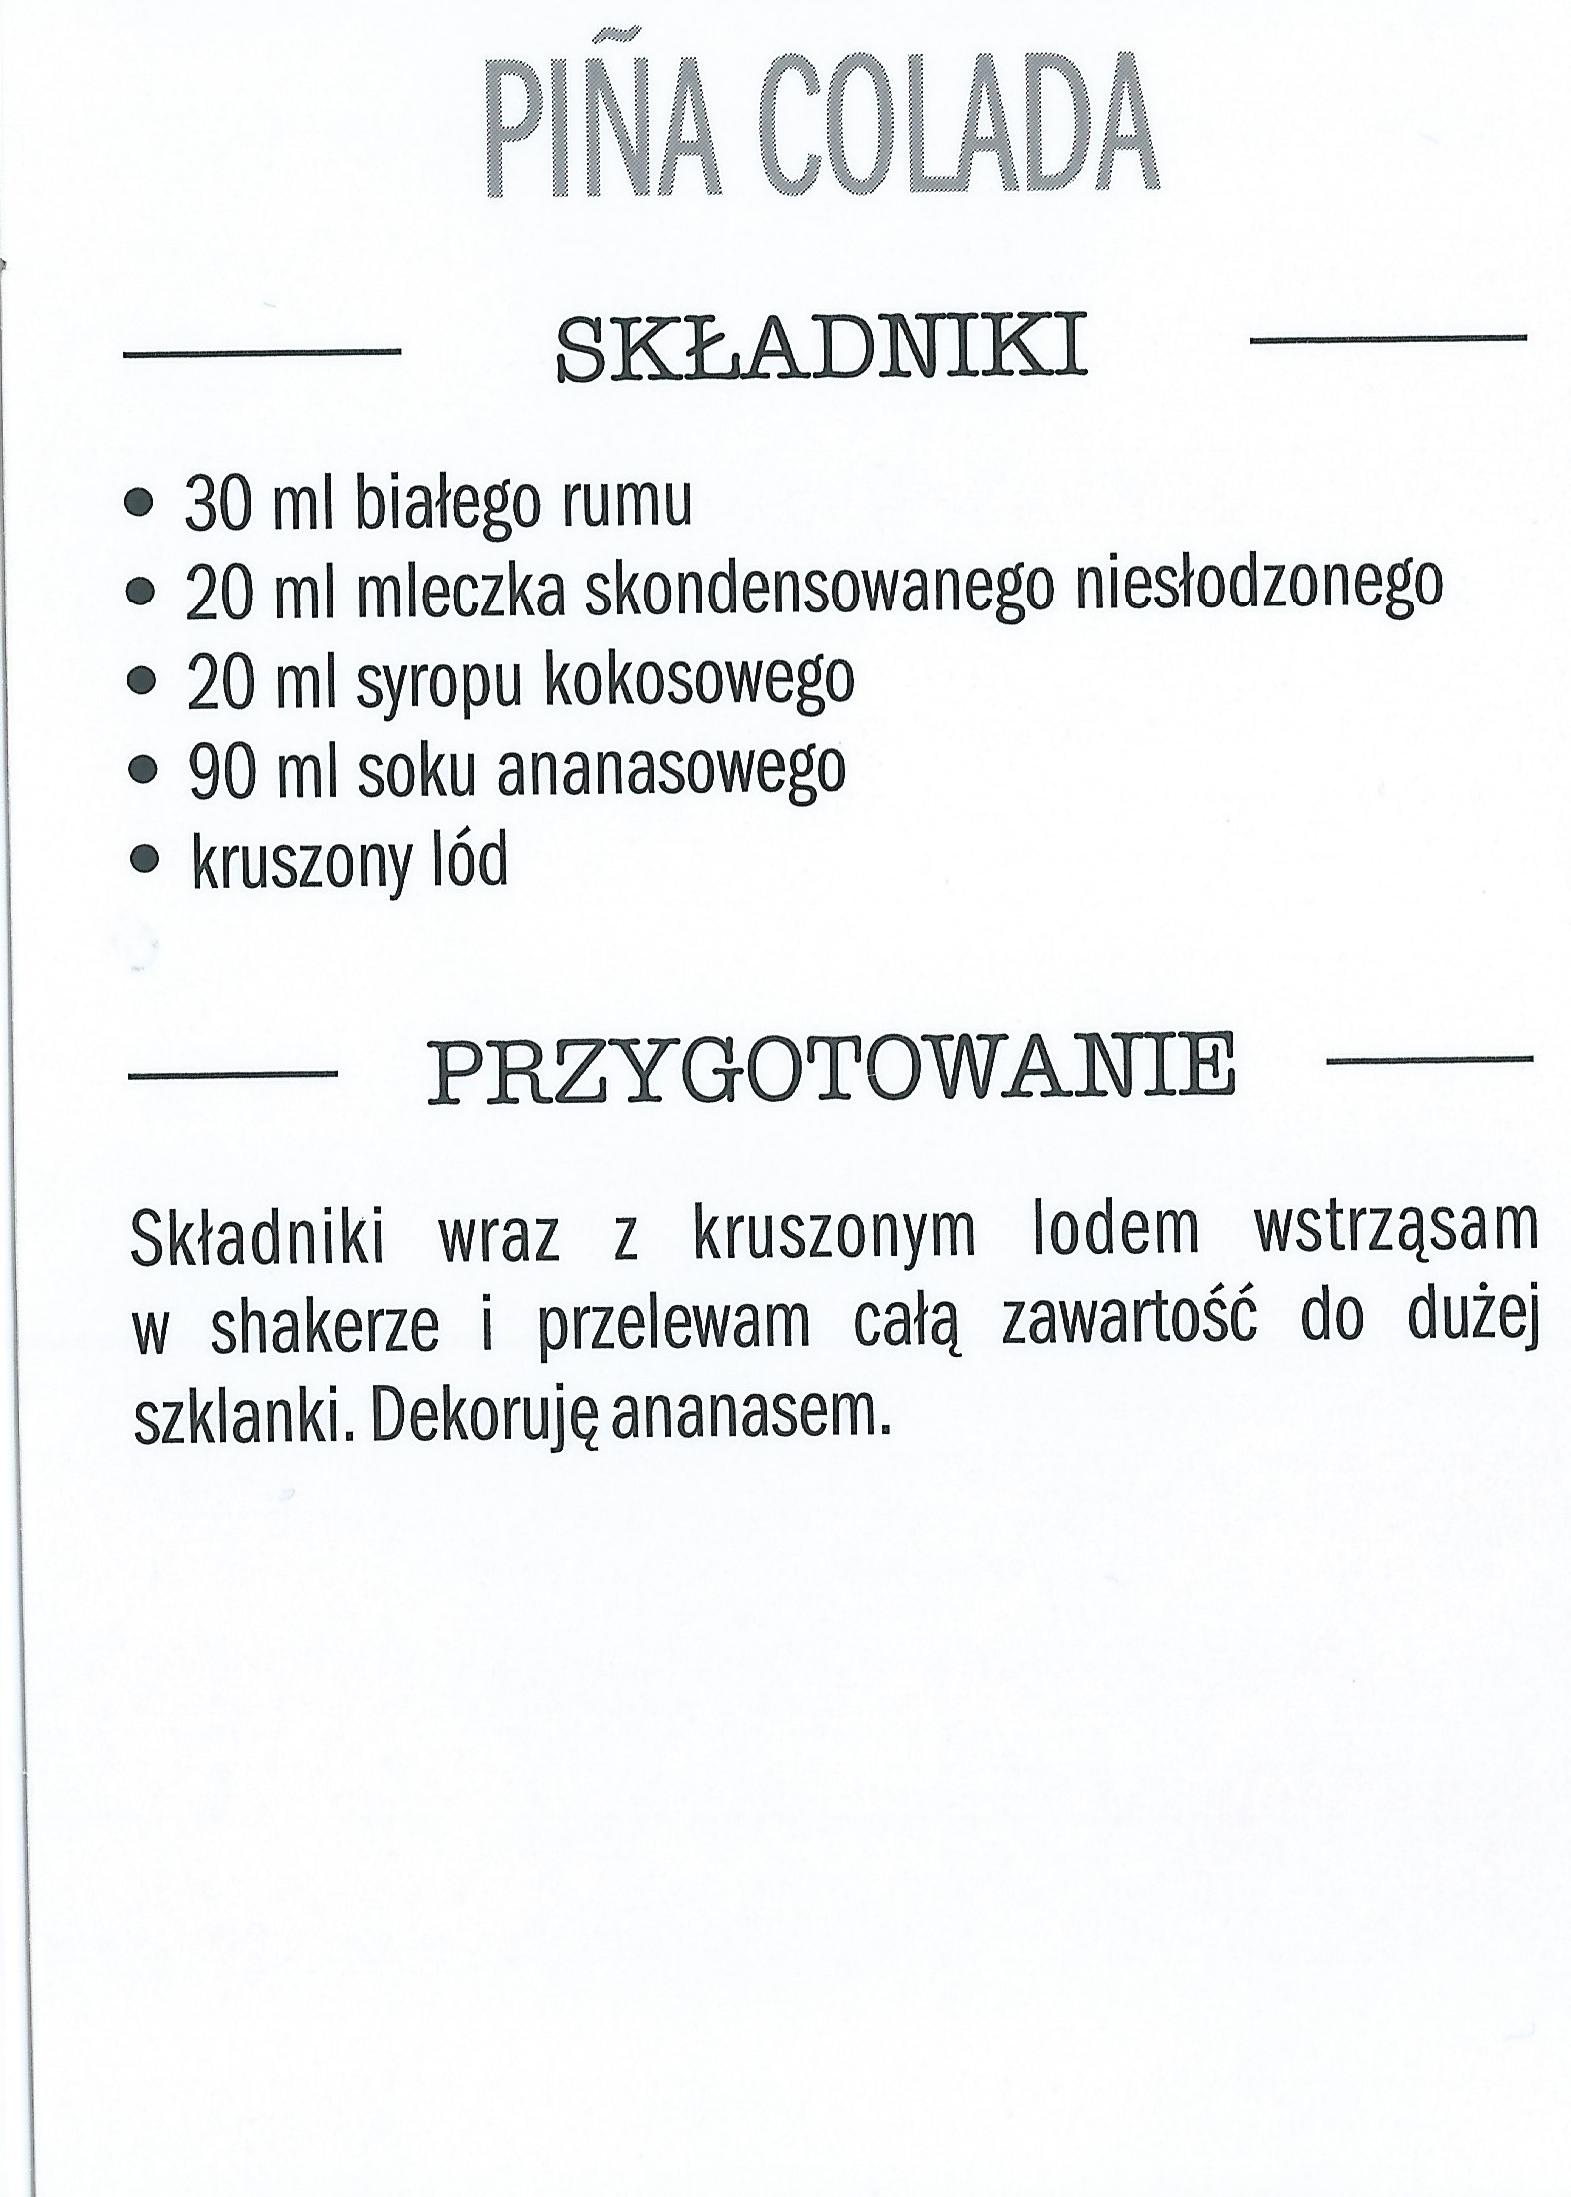 PIÑA COLADA
SKŁADNIKI
• 30 ml białego rumu
• 20 ml mleczka skondensowanego niesłodzonego
• 20 ml syropu kokosowego
• 90 ml soku ananasowego
• kruszony lód
PRZYGOTOWANIE
Składniki wraz z kruszonym lodem wstrząsam
w shakerze i przelewam całą zawartość do dużej
szklanki. Dekoruję ananasem.